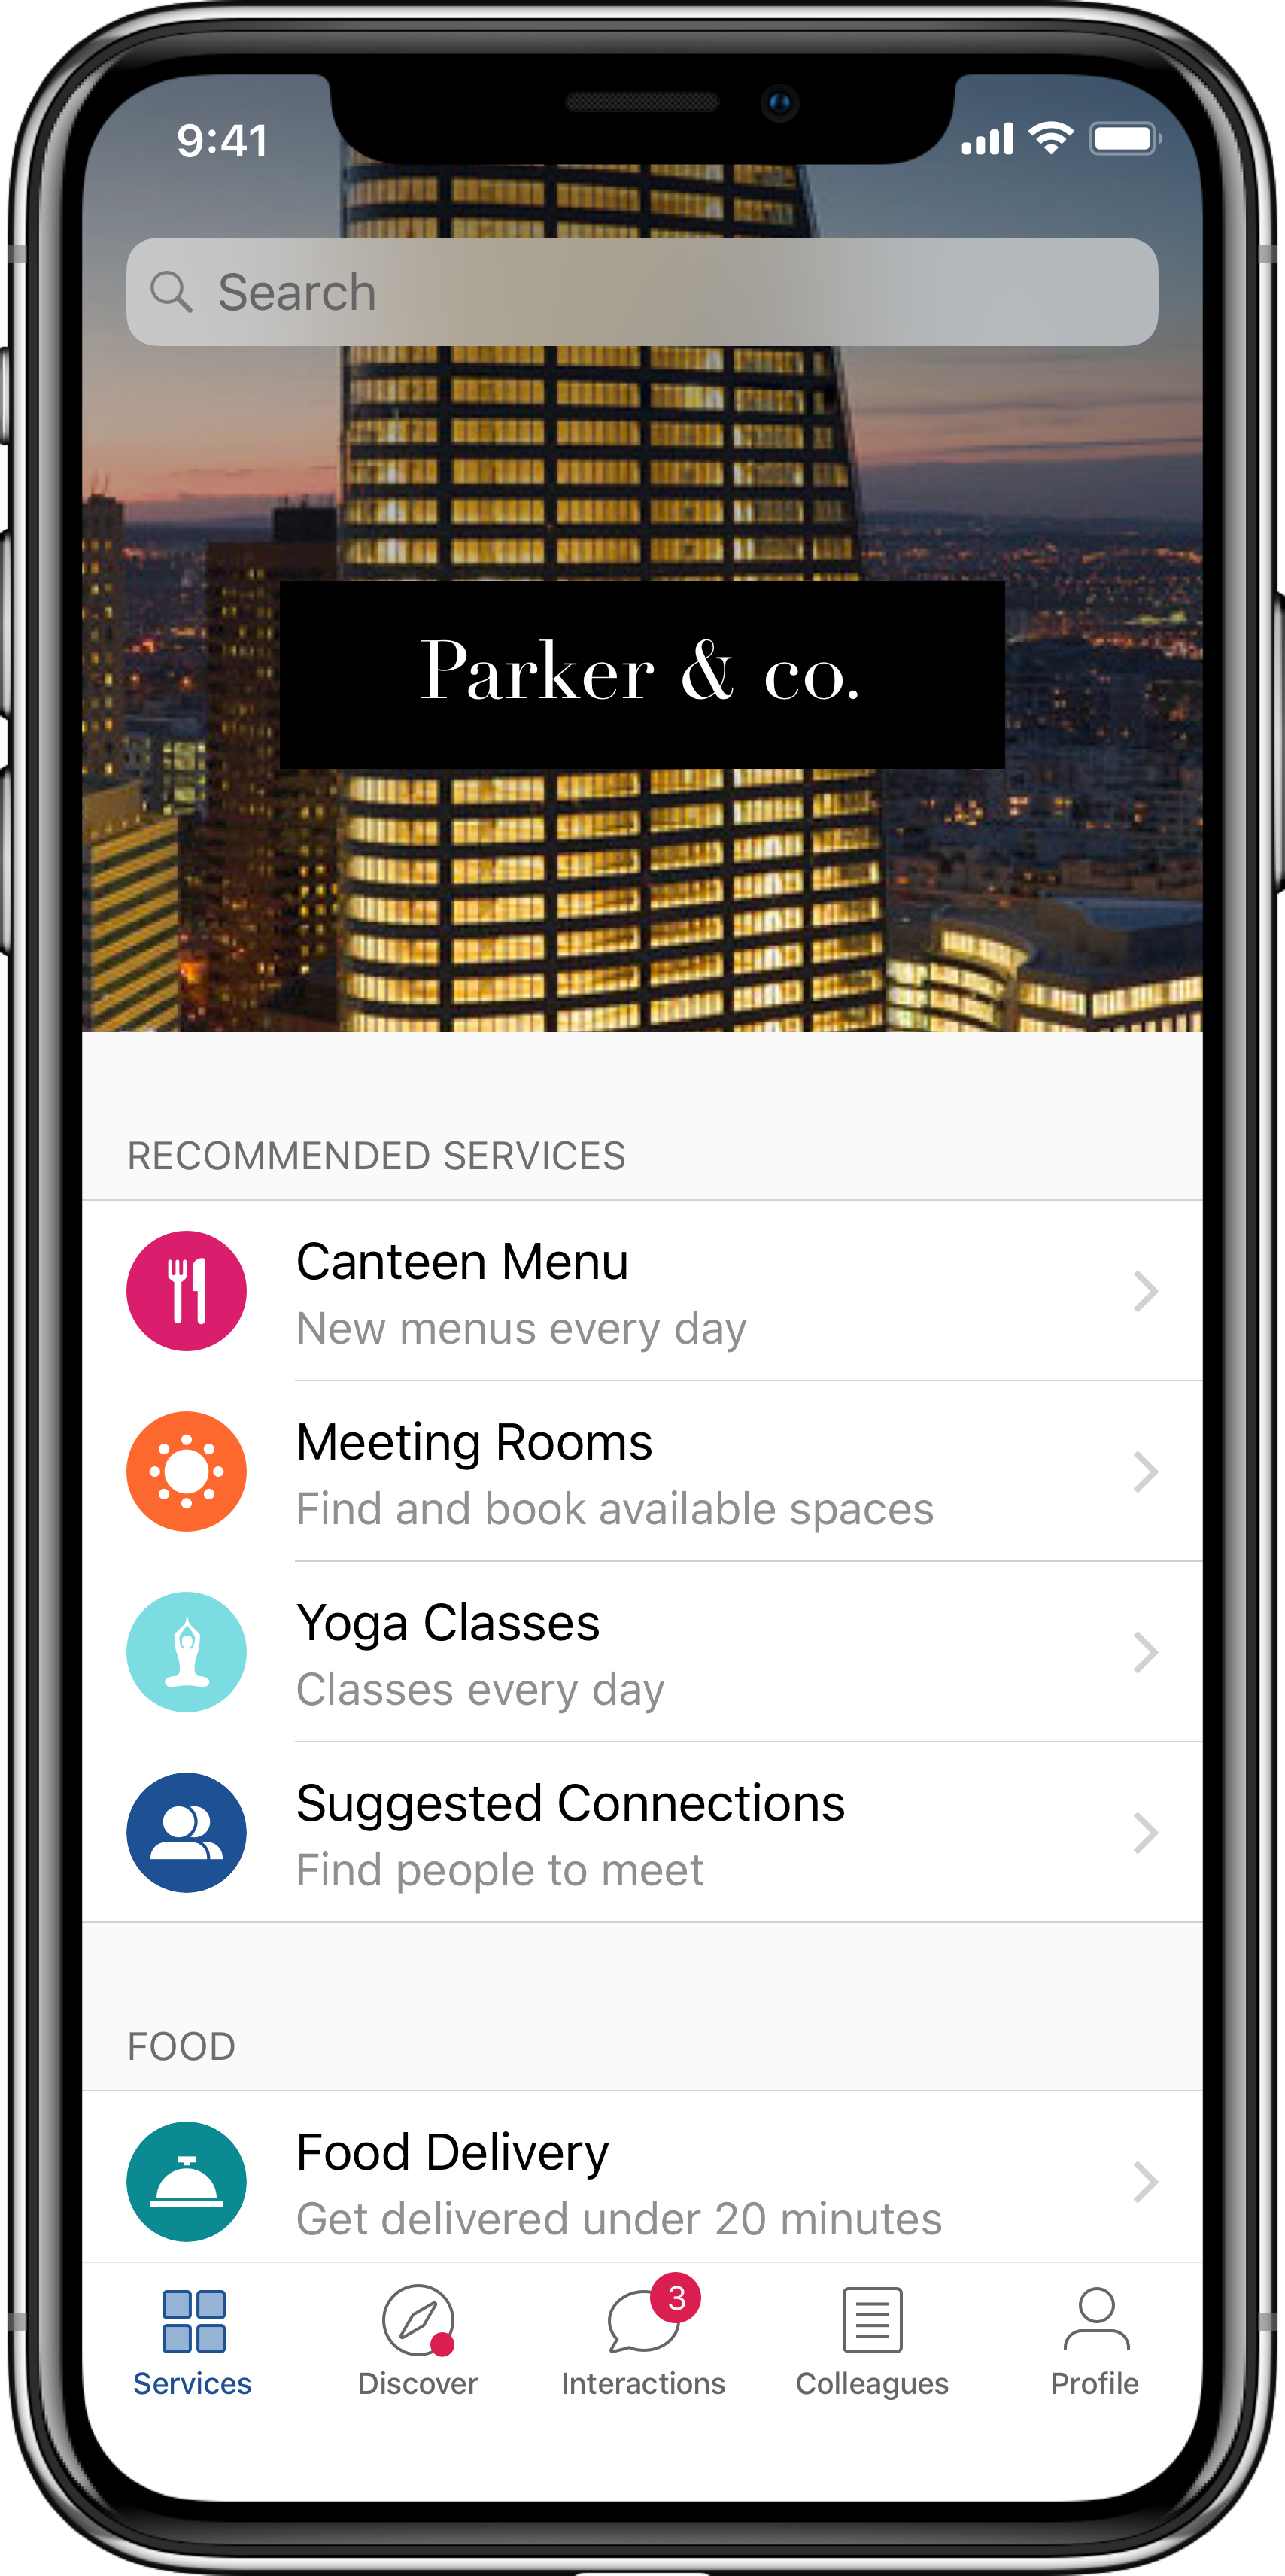 9:41
Search
Parker & co.
RECOMMENDED SERVICES
Canteen Menu
New menus every day
Meeting Rooms
Find and book available spaces
Yoga Classes
Classes every day
Suggested Connections
Find people to meet
FOOD
Food Delivery
Get delivered under 20 minutes
3
Services Discover Interactions Colleagues Profile